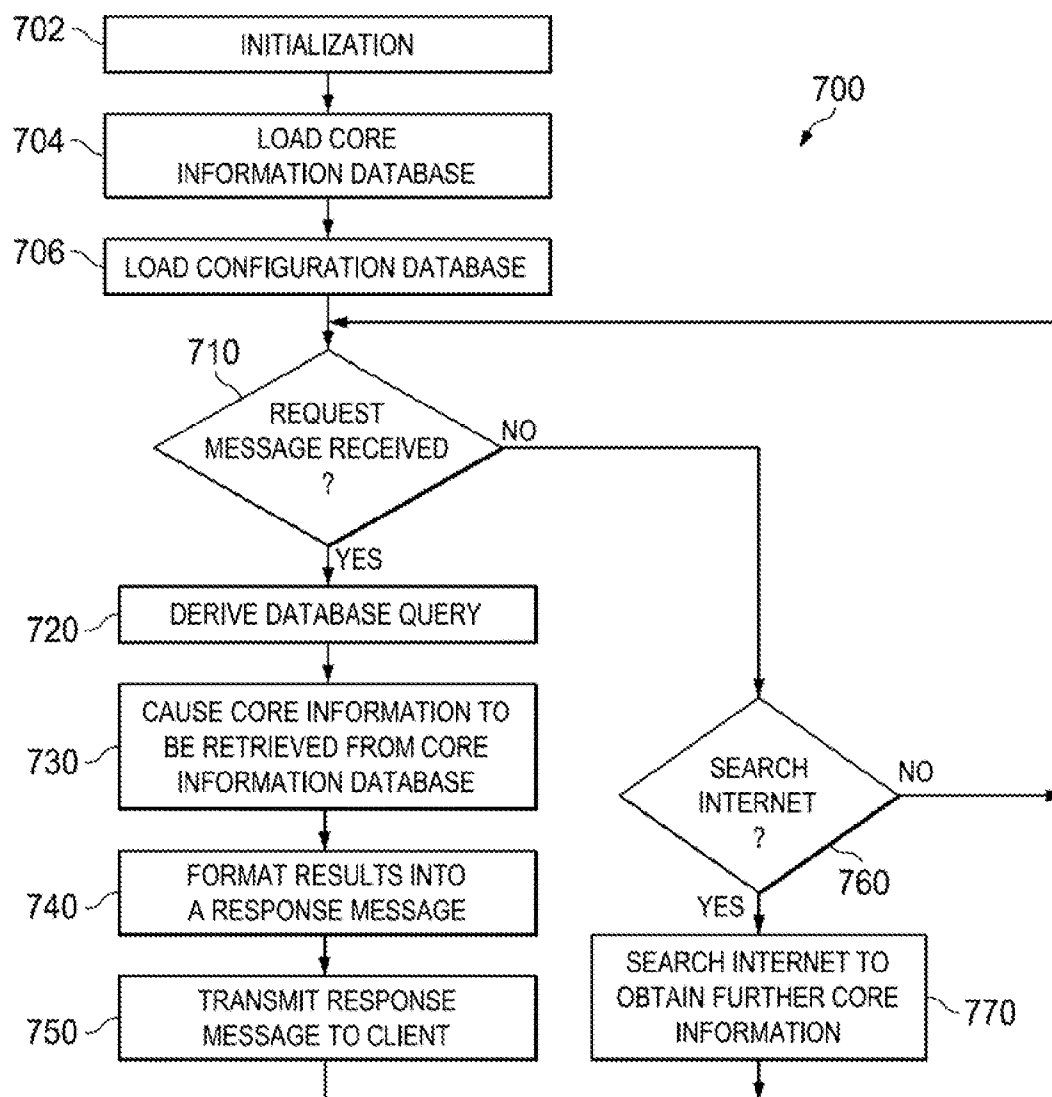 702
INITIALIZATION
700
704
LOAD CORE
INFORMATION DATABASE
706
LOAD CONFIGURATION DATABASE
710
REQUEST
MESSAGE RECEIVED
?
NO
YES
720
DERIVE DATABASE QUERY
730
CAUSE CORE INFORMATION TO
BE RETRIEVED FROM CORE
INFORMATION DATABASE
SEARCH
INTERNET
?
NO
760
YES
740
FORMAT RESULTS INTO
A RESPONSE MESSAGE
750
TRANSMIT RESPONSE
MESSAGE TO CLIENT
SEARCH INTERNET TO
OBTAIN FURTHER CORE
INFORMATION
770